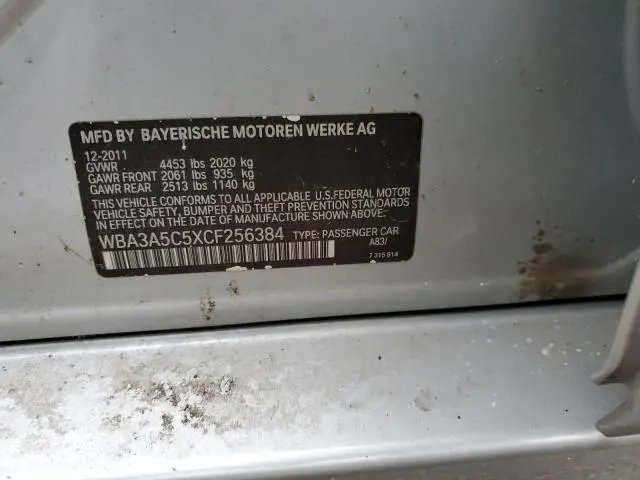 MFD BY BAYERISCHE MOTOREN WERKE AG
12-2011
GVWR 4453 lbs 2020 kg
GAWR FRONT 2061 lbs 935 kg
GAWR REAR 2513 lbs 1140 kg
THIS VEHICLE CONFORMS TO ALL APPLICABLE U.S.FEDERAL MOTOR
VEHICLE SAFETY, BUMPER AND THEFT PREVENTION STANDARDS
IN EFFECT ON THE DATE OF MANUFACTURE SHOWN ABOVE.
WBA3A5C5XCF256384 TYPE: PASSENGER CAR
A83/
7 315 814